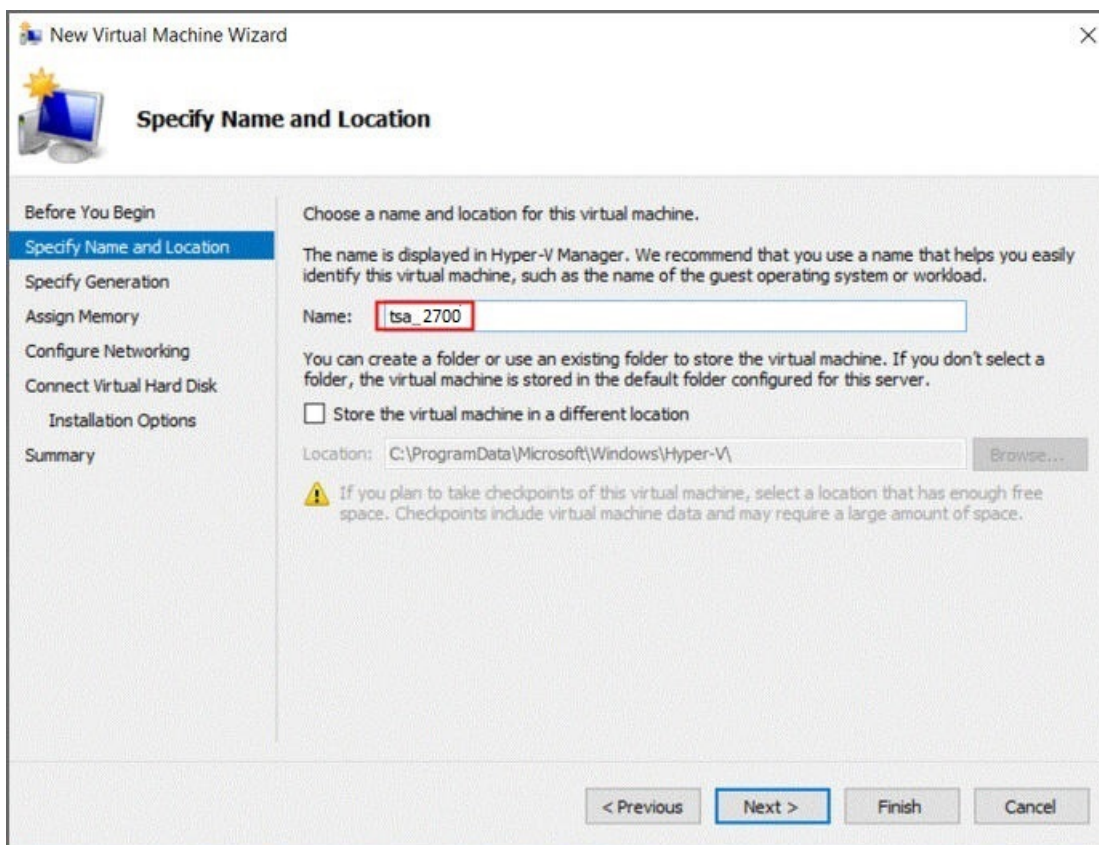 New Virtual Machine Wizard
Specify Name and Location
Before You Begin
Specify Name and Location
Specify Generation
Assign Memory
Configure Networking
Connect Virtual Hard Disk
Installation Options
Summary
Choose a name and location for this virtual machine.
The name is displayed in Hyper-V Manager. We recommend that you use a name that helps you easily
identify this virtual machine, such as the name of the guest operating system or workload.
Name: tsa_2700
You can create a folder or use an existing folder to store the virtual machine. If you don't select a
folder, the virtual machine is stored in the default folder configured for this server.
Store the virtual machine in a different location
Location: C:\ProgramData\Microsoft\Windows\Hyper-V\ Browse...
If you plan to take checkpoints of this virtual machine, select a location that has enough free
space. Checkpoints include virtual machine data and may require a large amount of space.
< Previous Next > Finish Cancel